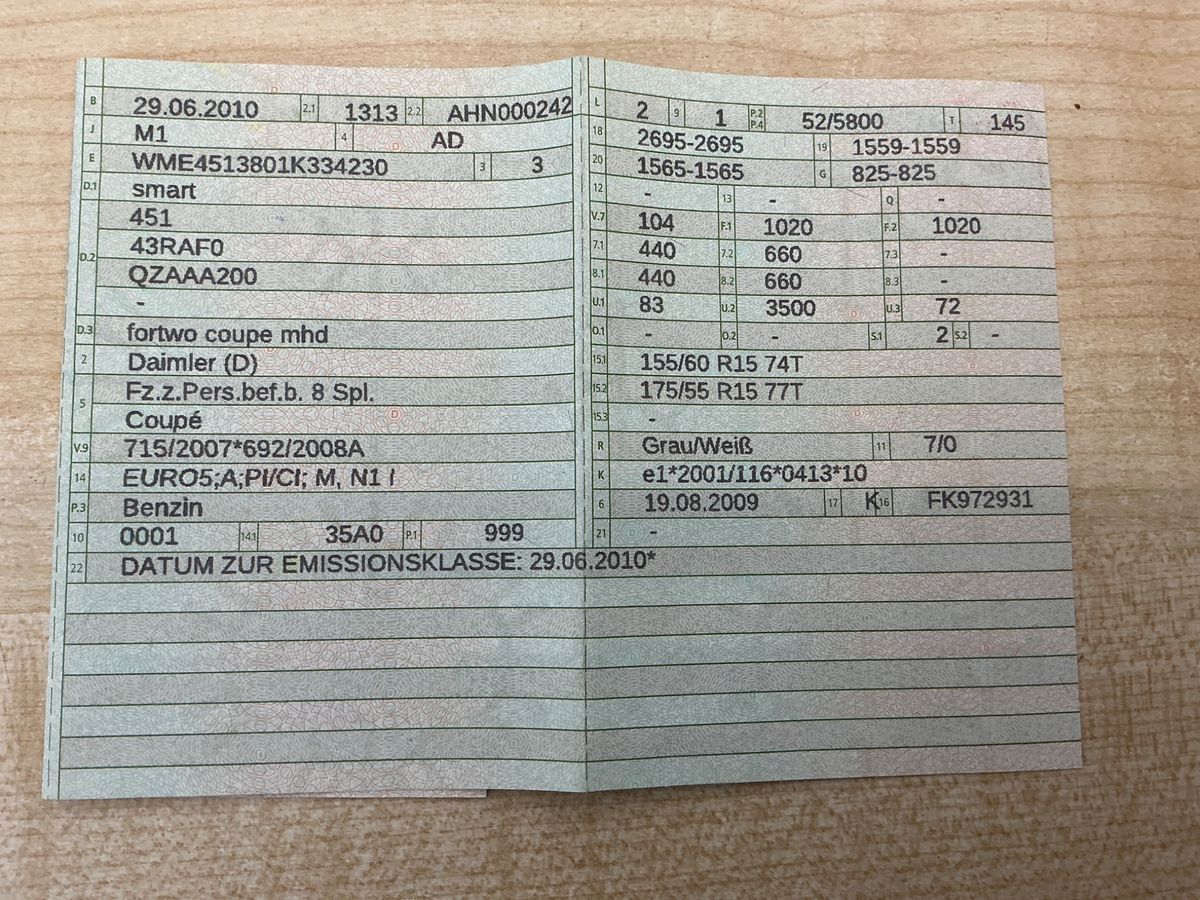 B 29.06.2010 2.1 1313 2.2 AHN000242
J M1 4 AD
E WME4513801K334230 3 3
D.1 smart
D.2 451
43RAF0
QZAAA200
-
D.3 fortwo coupe mhd
2 Daimler (D)
5 Fz.z.Pers.bef.b. 8 Spl.
Coupé
V.9 715/2007*692/2008A
14 EURO5;A;PI/CI; M, N1 I
P.3 Benzin
10 0001 14.1 35A0 P.1 999
22 DATUM ZUR EMISSIONSKLASSE: 29.06.2010*
L 2 9 1 P.2 P.4 52/5800 T 145
18 2695-2695 19 1559-1559
20 1565-1565 G 825-825
12 - 13 - Q -
V.7 104 F.1 1020 F.2 1020
7.1 440 7.2 660 7.3 -
8.1 440 8.2 660 8.3 -
U.1 83 U.2 3500 U.3 72
O.1 - O.2 - S.1 2 S.2 -
15.1 155/60 R15 74T
15.2 175/55 R15 77T
15.3 -
R Grau/Weiß 11 7/0
K e1*2001/116*0413*10
6 19.08.2009 17 K 16 FK972931
21 -